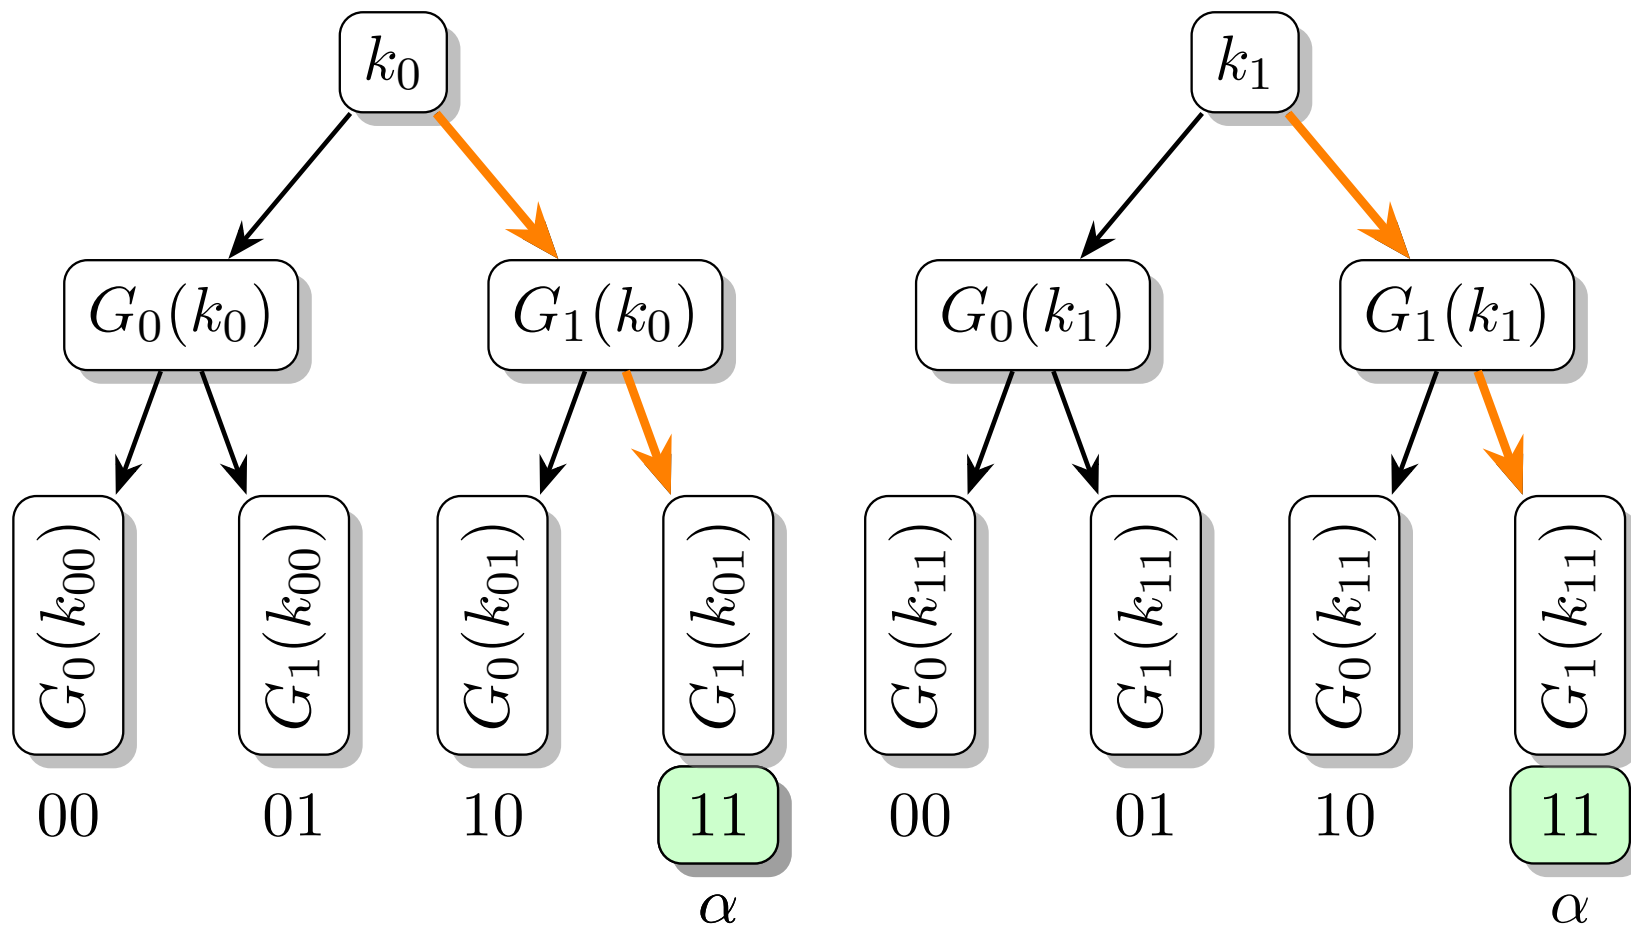 k₀ k₁
G₀(k₀) G₁(k₀) G₀(k₁) G₁(k₁)
G₀(k₀₀) G₁(k₀₀) G₀(k₀₁) G₁(k₀₁) G₀(k₁₁) G₁(k₁₁) G₀(k₁₁) G₁(k₁₁)
00 01 10 11 00 01 10 11
α α